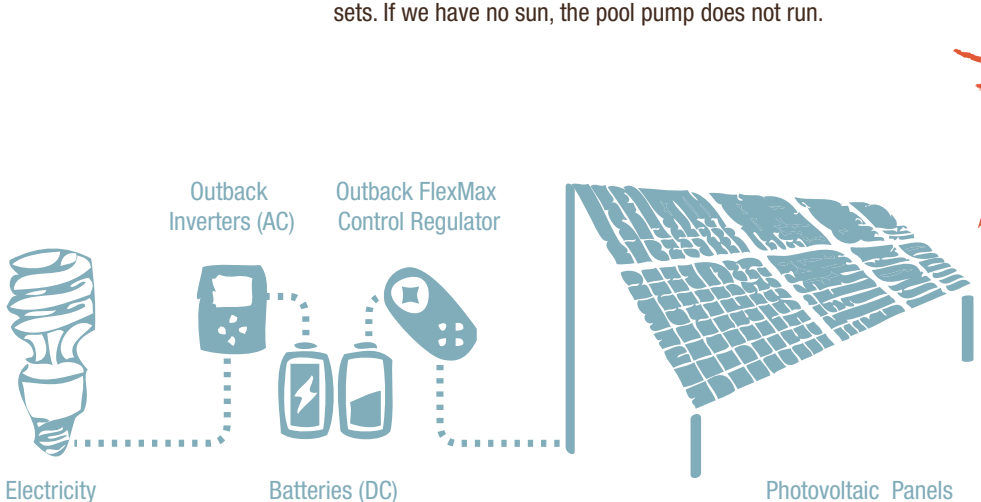 sets. If we have no sun, the pool pump does not run.
Outback
Inverters (AC)
Outback FlexMax
Control Regulator
Electricity
Batteries (DC)
Photovoltaic Panels